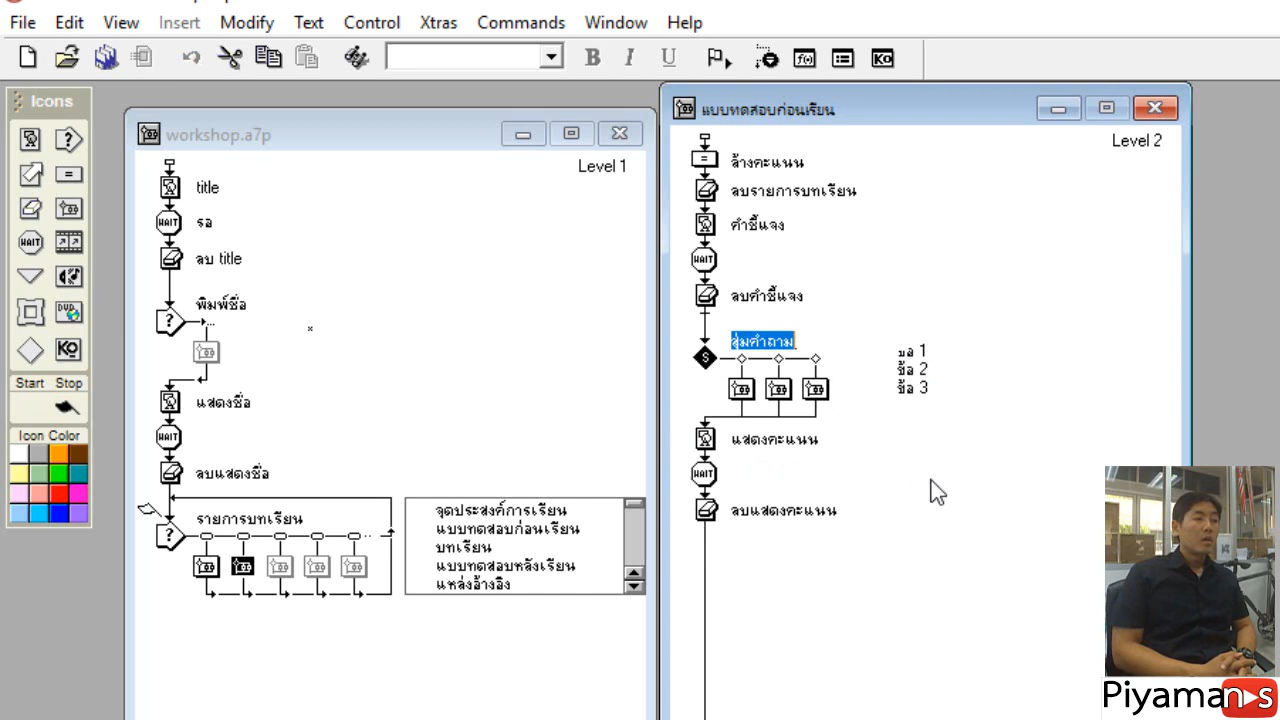 File Edit View Insert Modify Text Control Xtras Commands Window Help
B I U
KO
Icons
WAIT
DVD
KO
Start Stop
Icon Color
workshop.a7p
Level 1
title
WAIT รอ
ลบ title
พิมพ์ชื่อ
แสดงชื่อ
WAIT
ลบแสดงชื่อ
รายการบทเรียน
จุดประสงค์การเรียน
แบบทดสอบก่อนเรียน
บทเรียน
แบบทดสอบหลังเรียน
แหล่งอ้างอิง
แบบทดสอบก่อนเรียน
Level 2
ล้างคะแนน
ลบรายการบทเรียน
คำชี้แจง
WAIT
ลบคำชี้แจง
สุ่มคำถาม
S
1
ข้อ 2
ข้อ 3
แสดงคะแนน
WAIT
ลบแสดงคะแนน
Piyamans